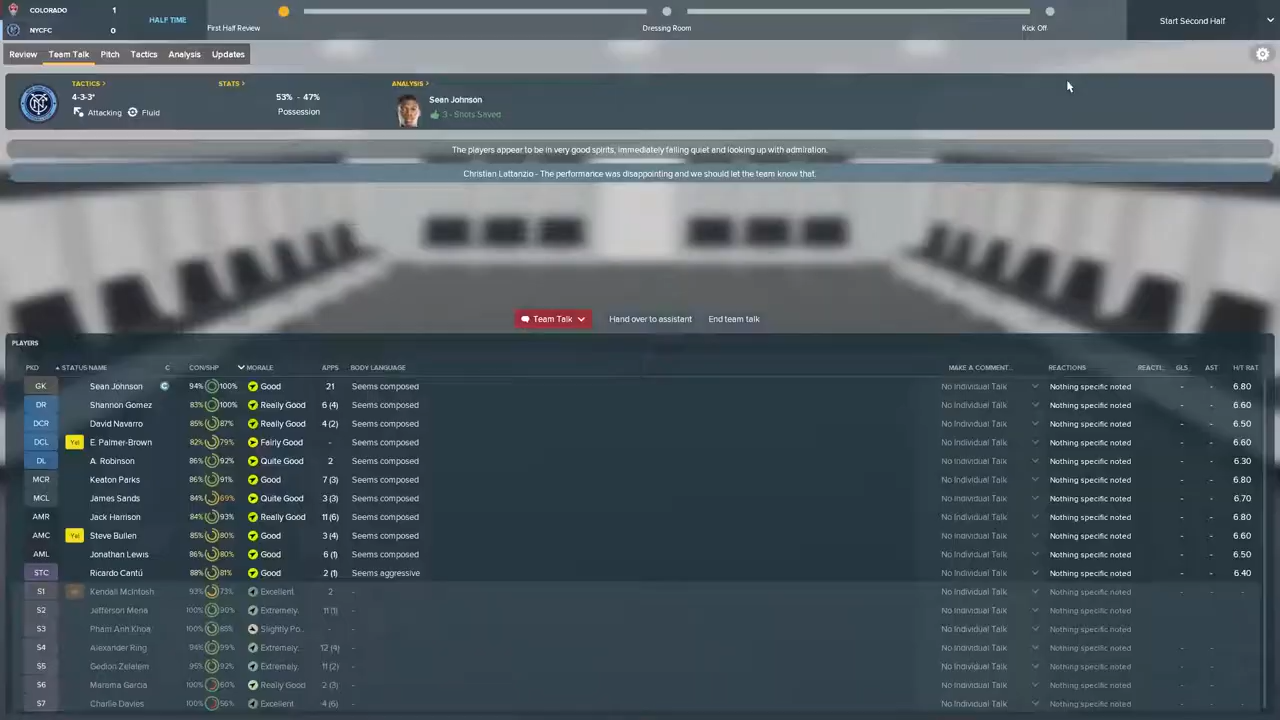 COLORADO 1
NYCFC 0
HALF TIME
First Half Review
Dressing Room
Kick Off
Start Second Half
Review Team Talk Pitch Tactics Analysis Updates
TACTICS >
4-3-3*
Attacking Fluid
STATS >
53% - 47%
Possession
ANALYSIS >
Sean Johnson
3 - Shots Saved
The players appear to be in very good spirits, immediately falling quiet and looking up with admiration.
Christian Lattanzio - The performance was disappointing and we should let the team know that.
Team Talk Hand over to assistant End team talk
PLAYERS
PKD STATUS NAME C CON/SHP MORALE APPS BODY LANGUAGE MAKE A COMMENT... REACTIONS REACTI... GLS AST H/T RAT
GK Sean Johnson C 94% 100% Good 21 Seems composed No Individual Talk Nothing specific noted - - 6.80
DR Shannon Gomez 83% 100% Really Good 6 (4) Seems composed No Individual Talk Nothing specific noted - - 6.60
DCR David Navarro 85% 87% Really Good 4 (2) Seems composed No Individual Talk Nothing specific noted - - 6.50
DCL Yel E. Palmer-Brown 82% 79% Fairly Good - Seems composed No Individual Talk Nothing specific noted - - 6.60
DL A. Robinson 86% 92% Quite Good 2 Seems composed No Individual Talk Nothing specific noted - - 6.30
MCR Keaton Parks 86% 91% Good 7 (3) Seems composed No Individual Talk Nothing specific noted - - 6.80
MCL James Sands 84% 69% Quite Good 3 (3) Seems composed No Individual Talk Nothing specific noted - - 6.70
AMR Jack Harrison 84% 93% Really Good 11 (6) Seems composed No Individual Talk Nothing specific noted - - 6.80
AMC Yel Steve Bullen 85% 80% Good 3 (4) Seems composed No Individual Talk Nothing specific noted - - 6.60
AML Jonathan Lewis 86% 80% Good 6 (1) Seems composed No Individual Talk Nothing specific noted - - 6.50
STC Ricardo Cantú 88% 81% Good 2 (1) Seems aggressive No Individual Talk Nothing specific noted - - 6.40
S1 Kendall McIntosh 93% 73% Excellent 2 - No Individual Talk Nothing specific noted - - -
S2 Jefferson Mena 100% 90% Extremely... 11 (1) - No Individual Talk Nothing specific noted - - -
S3 Pham Anh Khoa 100% 85% Slightly Po... - - No Individual Talk Nothing specific noted - - -
S4 Alexander Ring 94% 99% Extremely... 12 (4) - No Individual Talk Nothing specific noted - - -
S5 Gedion Zelalem 95% 92% Extremely... 11 (2) - No Individual Talk Nothing specific noted - - -
S6 Marama Garcia 100% 60% Really Good 2 (3) - No Individual Talk Nothing specific noted - - -
S7 Charlie Davies 100% 56% Excellent 4 (6) - No Individual Talk Nothing specific noted - - -